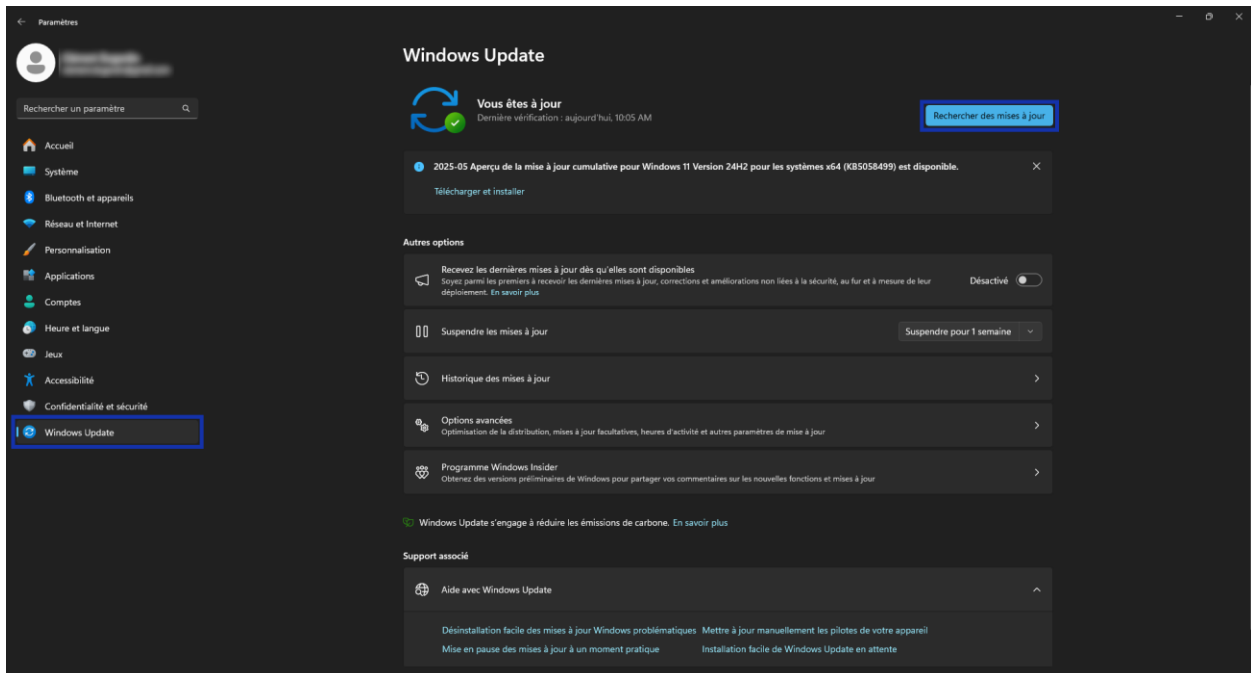 Paramètres
Rechercher un paramètre
Accueil
Système
Bluetooth et appareils
Réseau et Internet
Personnalisation
Applications
Comptes
Heure et langue
Jeux
Accessibilité
Confidentialité et sécurité
Windows Update
Windows Update
Vous êtes à jour
Dernière vérification : aujourd'hui, 10:05 AM
Rechercher des mises à jour
2025-05 Aperçu de la mise à jour cumulative pour Windows 11 Version 24H2 pour les systèmes x64 (KB5058499) est disponible.
Télécharger et installer
Autres options
Recevez les dernières mises à jour dès qu'elles sont disponibles
Soyez parmi les premiers à recevoir les dernières mises à jour, corrections et améliorations non liées à la sécurité, au fur et à mesure de leur
déploiement. En savoir plus
Désactivé
Suspendre les mises à jour
Suspendre pour 1 semaine
Historique des mises à jour
Options avancées
Optimisation de la distribution, mises à jour facultatives, heures d'activité et autres paramètres de mise à jour
Programme Windows Insider
Obtenez des versions préliminaires de Windows pour partager vos commentaires sur les nouvelles fonctions et mises à jour
Windows Update s'engage à réduire les émissions de carbone. En savoir plus
Support associé
Aide avec Windows Update
Désinstallation facile des mises à jour Windows problématiques Mettre à jour manuellement les pilotes de votre appareil
Mise en pause des mises à jour à un moment pratique Installation facile de Windows Update en attente